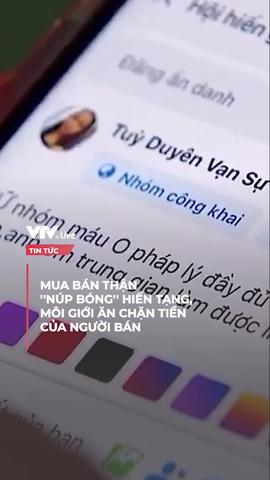 Hội hiến
Đăng ẩn danh
Tuỳ Duyên Vạn Sự
Nhóm công khai
nhóm máu O pháp lý đầy đủ
trung gian làm được
VTV live
TIN TỨC
MUA BÁN THẬN
"NÚP BÓNG" HIẾN TẠNG,
MÔI GIỚI ĂN CHẶN TIỀN
CỦA NGƯỜI BÁN
của bạn